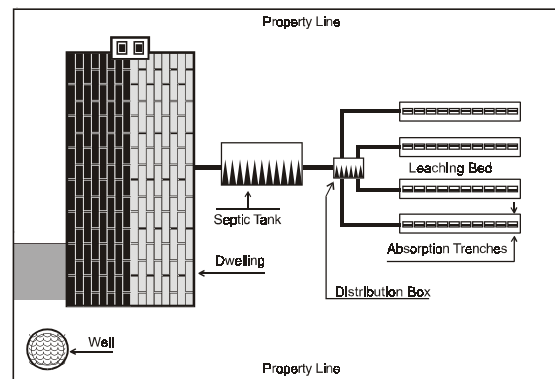 Property Line
Leaching Bed
Septic Tank
Absorption Trenches
Dwelling
Distribution Box
Well
Property Line